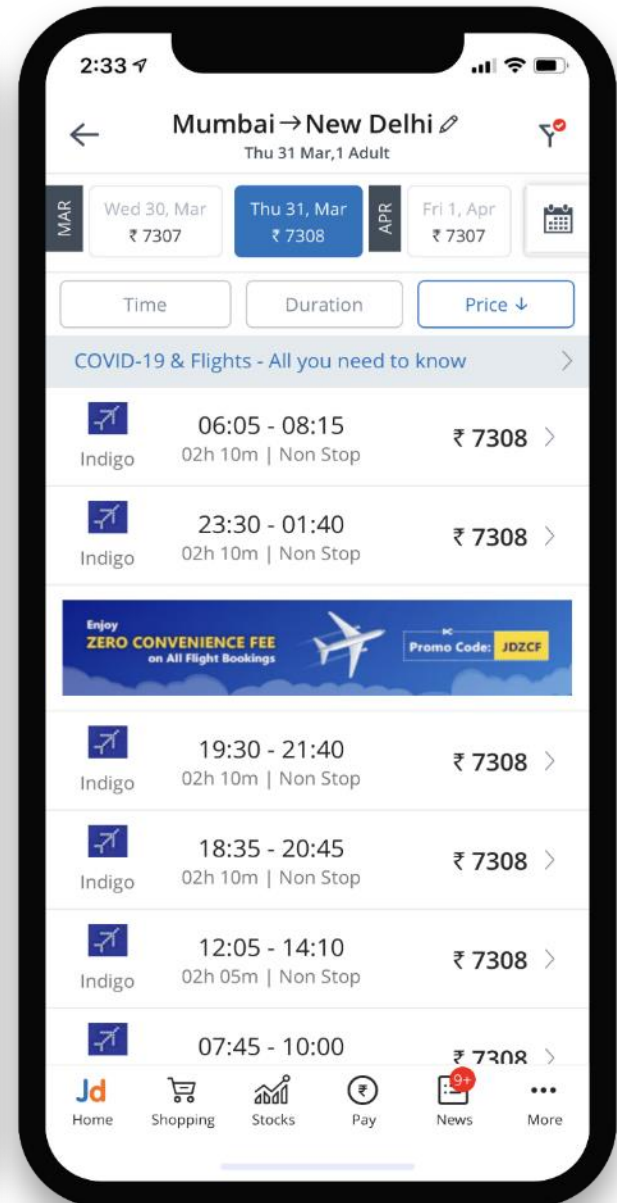 2:33
Mumbai→New Delhi
Thu 31 Mar,1 Adult
MAR
Wed 30, Mar
₹ 7307
Thu 31, Mar
₹ 7308
APR
Fri 1, Apr
₹ 7307
Time
Duration
Price ↓
COVID-19 & Flights - All you need to know
Indigo
06:05 - 08:15
02h 10m | Non Stop
₹ 7308
Indigo
23:30 - 01:40
02h 10m | Non Stop
₹ 7308
Enjoy
ZERO CONVENIENCE FEE
on All Flight Bookings
Promo Code: JDZCF
Indigo
19:30 - 21:40
02h 10m | Non Stop
₹ 7308
Indigo
18:35 - 20:45
02h 10m | Non Stop
₹ 7308
Indigo
12:05 - 14:10
02h 05m | Non Stop
₹ 7308
07:45 - 10:00
₹ 7308
Jd
Home
Shopping
Stocks
₹
Pay
9+
News
More